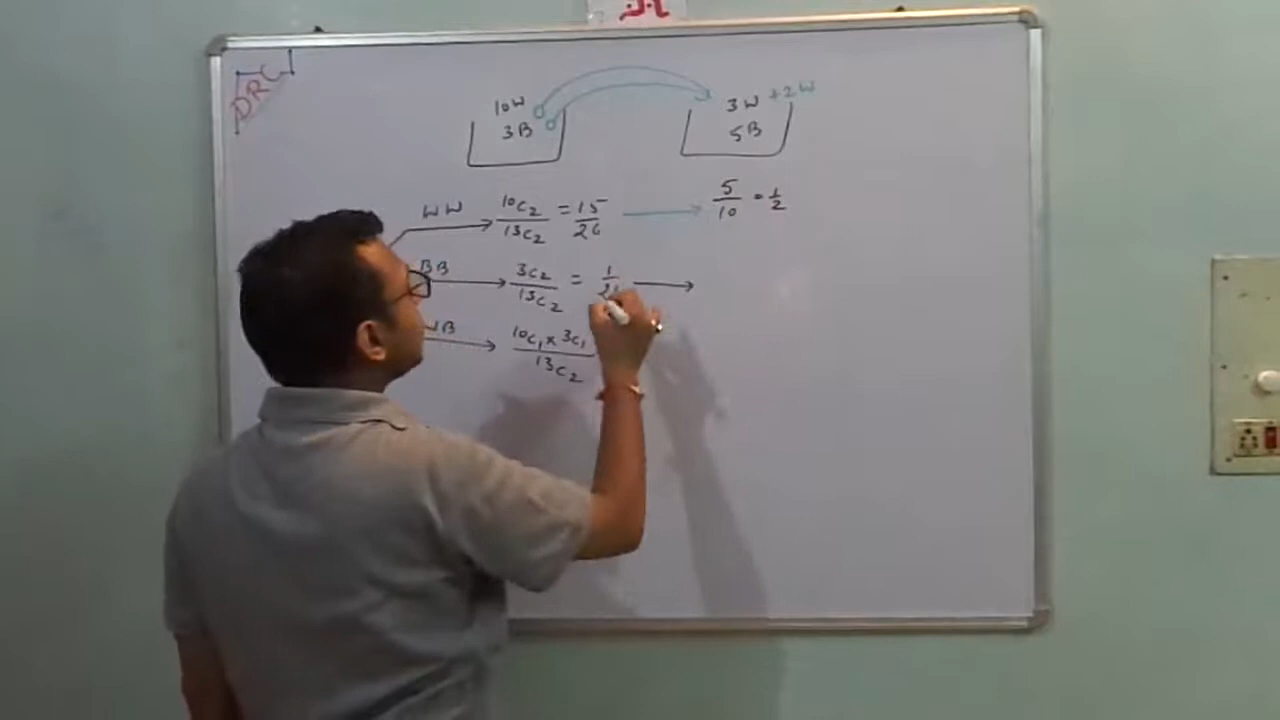 DRC
10W
3B
3W +2W
5B
WW
10C2 / 13C2 = 15 / 26
5 / 10 = 1 / 2
BB
3C2 / 13C2 = 1 / 26
10C1 x 3C1 / 13C2